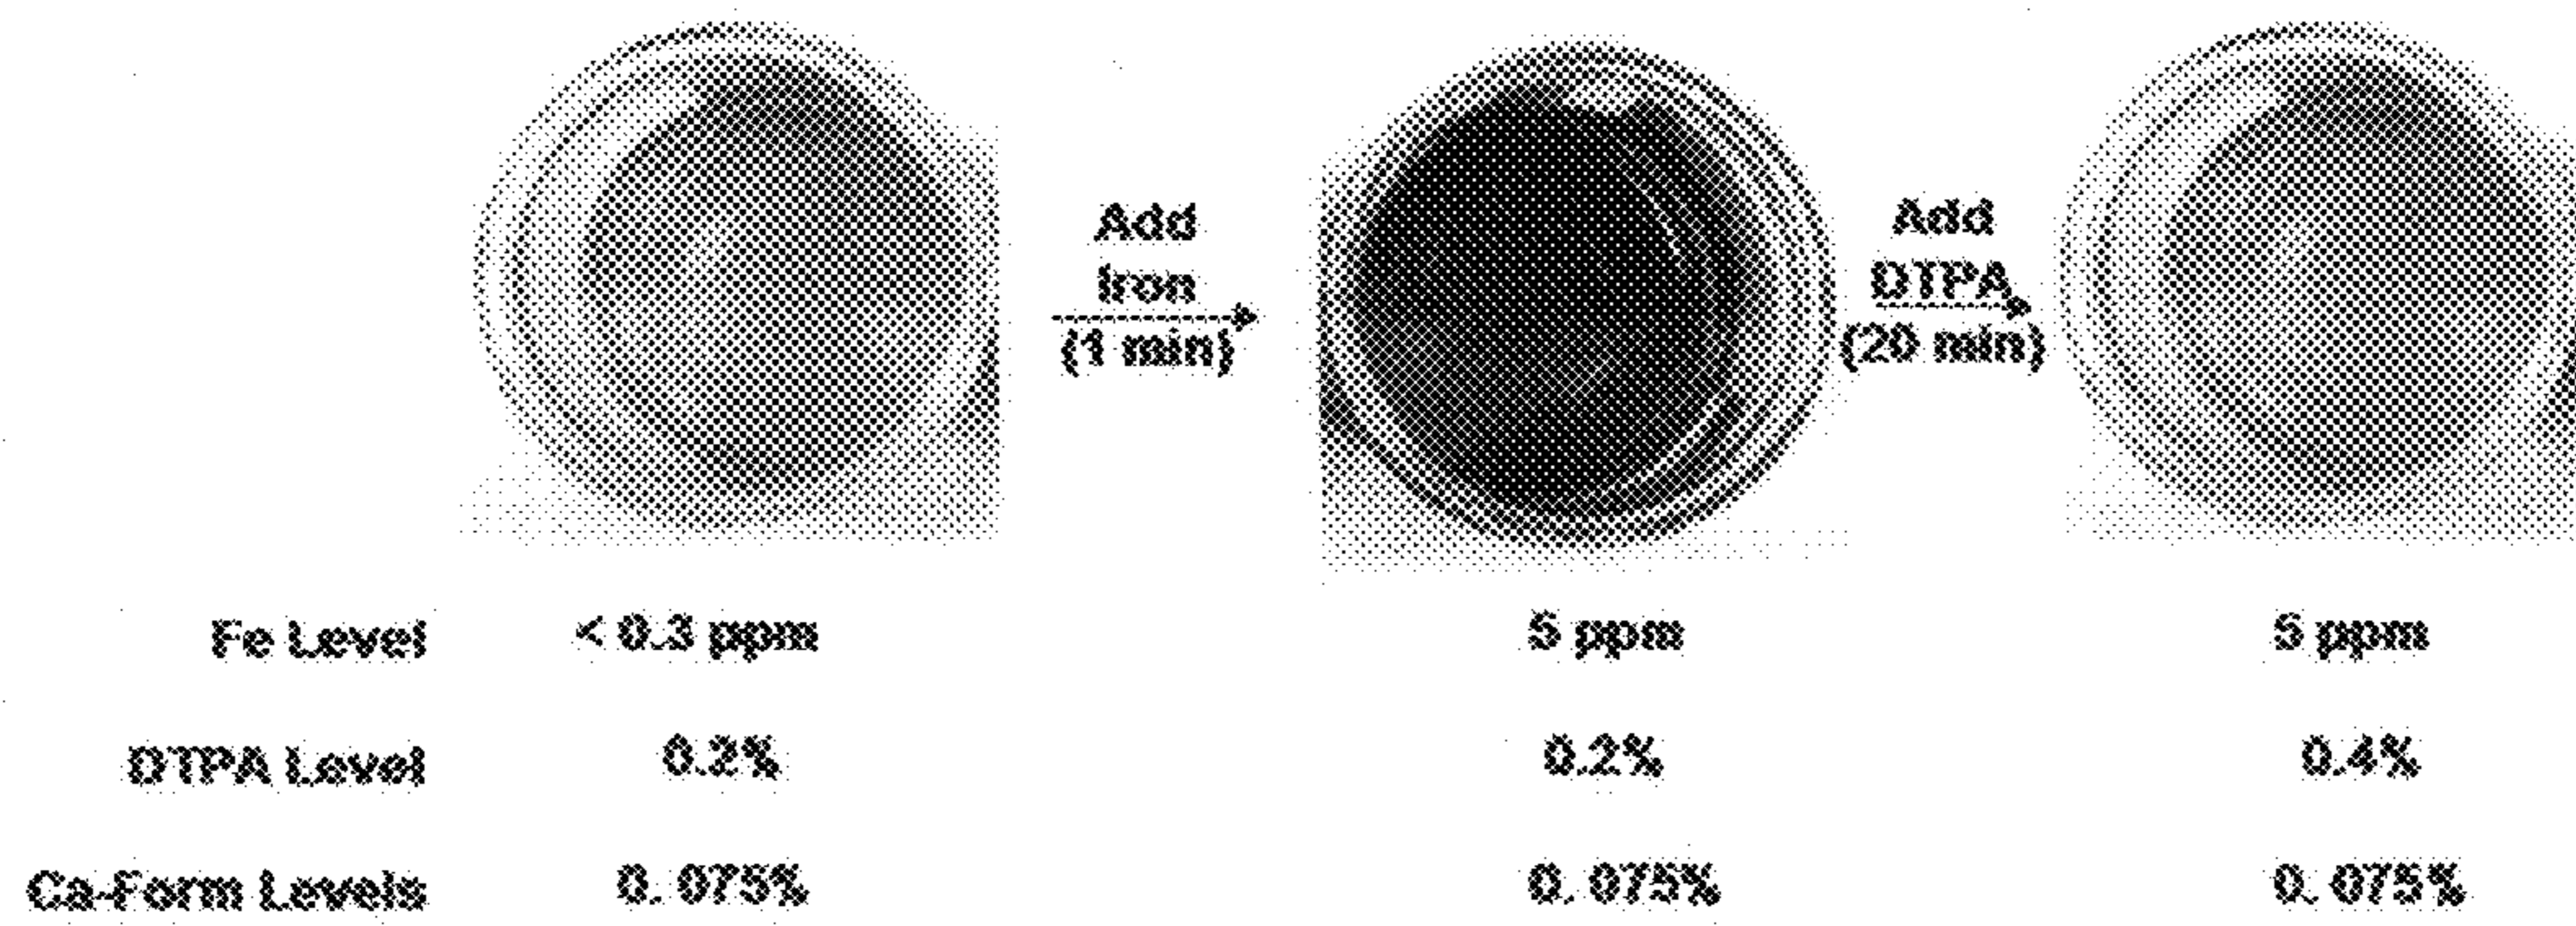 Add
Iron
(1 min)
Add
DTPA
(20 min)
Fe Level < 0.3 ppm 5 ppm 5 ppm
DTPA Level 0.2% 0.2% 0.4%
Ca-Form Levels 0. 075% 0. 075% 0. 075%